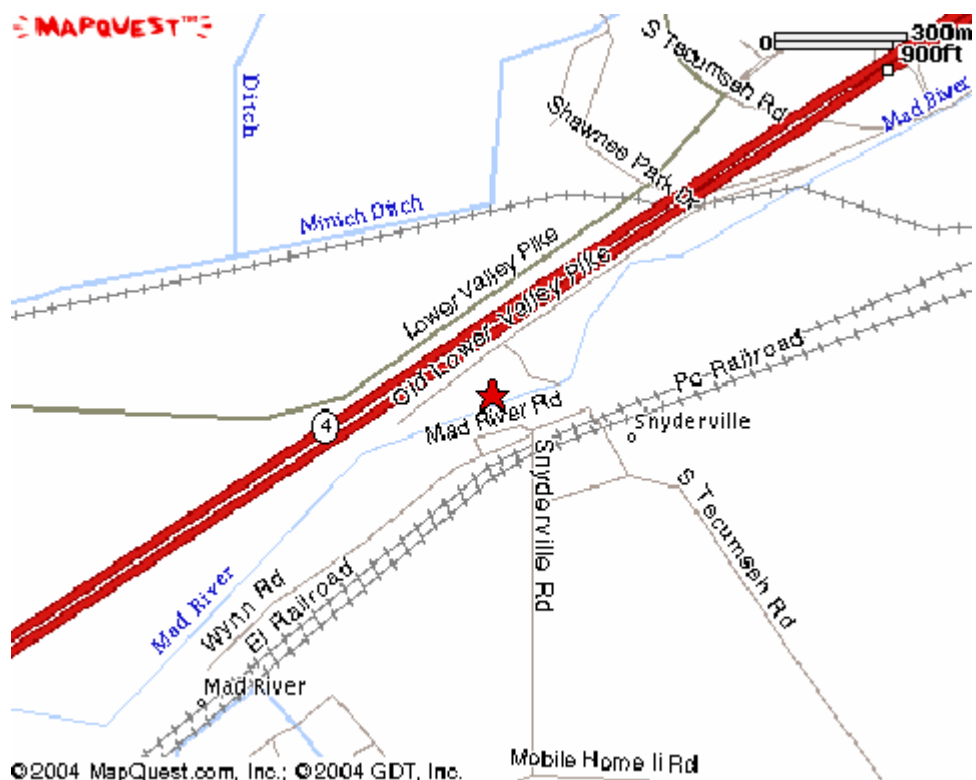 MAPQUEST™
0 300m
900ft
S Tecumseh Rd
Ditch
Mad River
Shawnee Park Dr
Minich Ditch
Lower Valley Pike
Old Lower Valley Pike
Pc Railroad
4
Mad River Rd
Snyderville
Snyderville Rd
S Tecumseh Rd
Mad River
Wynn Rd
El Railroad
Mad River
Mobile Home Ii Rd
©2004 MapQuest.com, Inc.; ©2004 GDT, Inc.